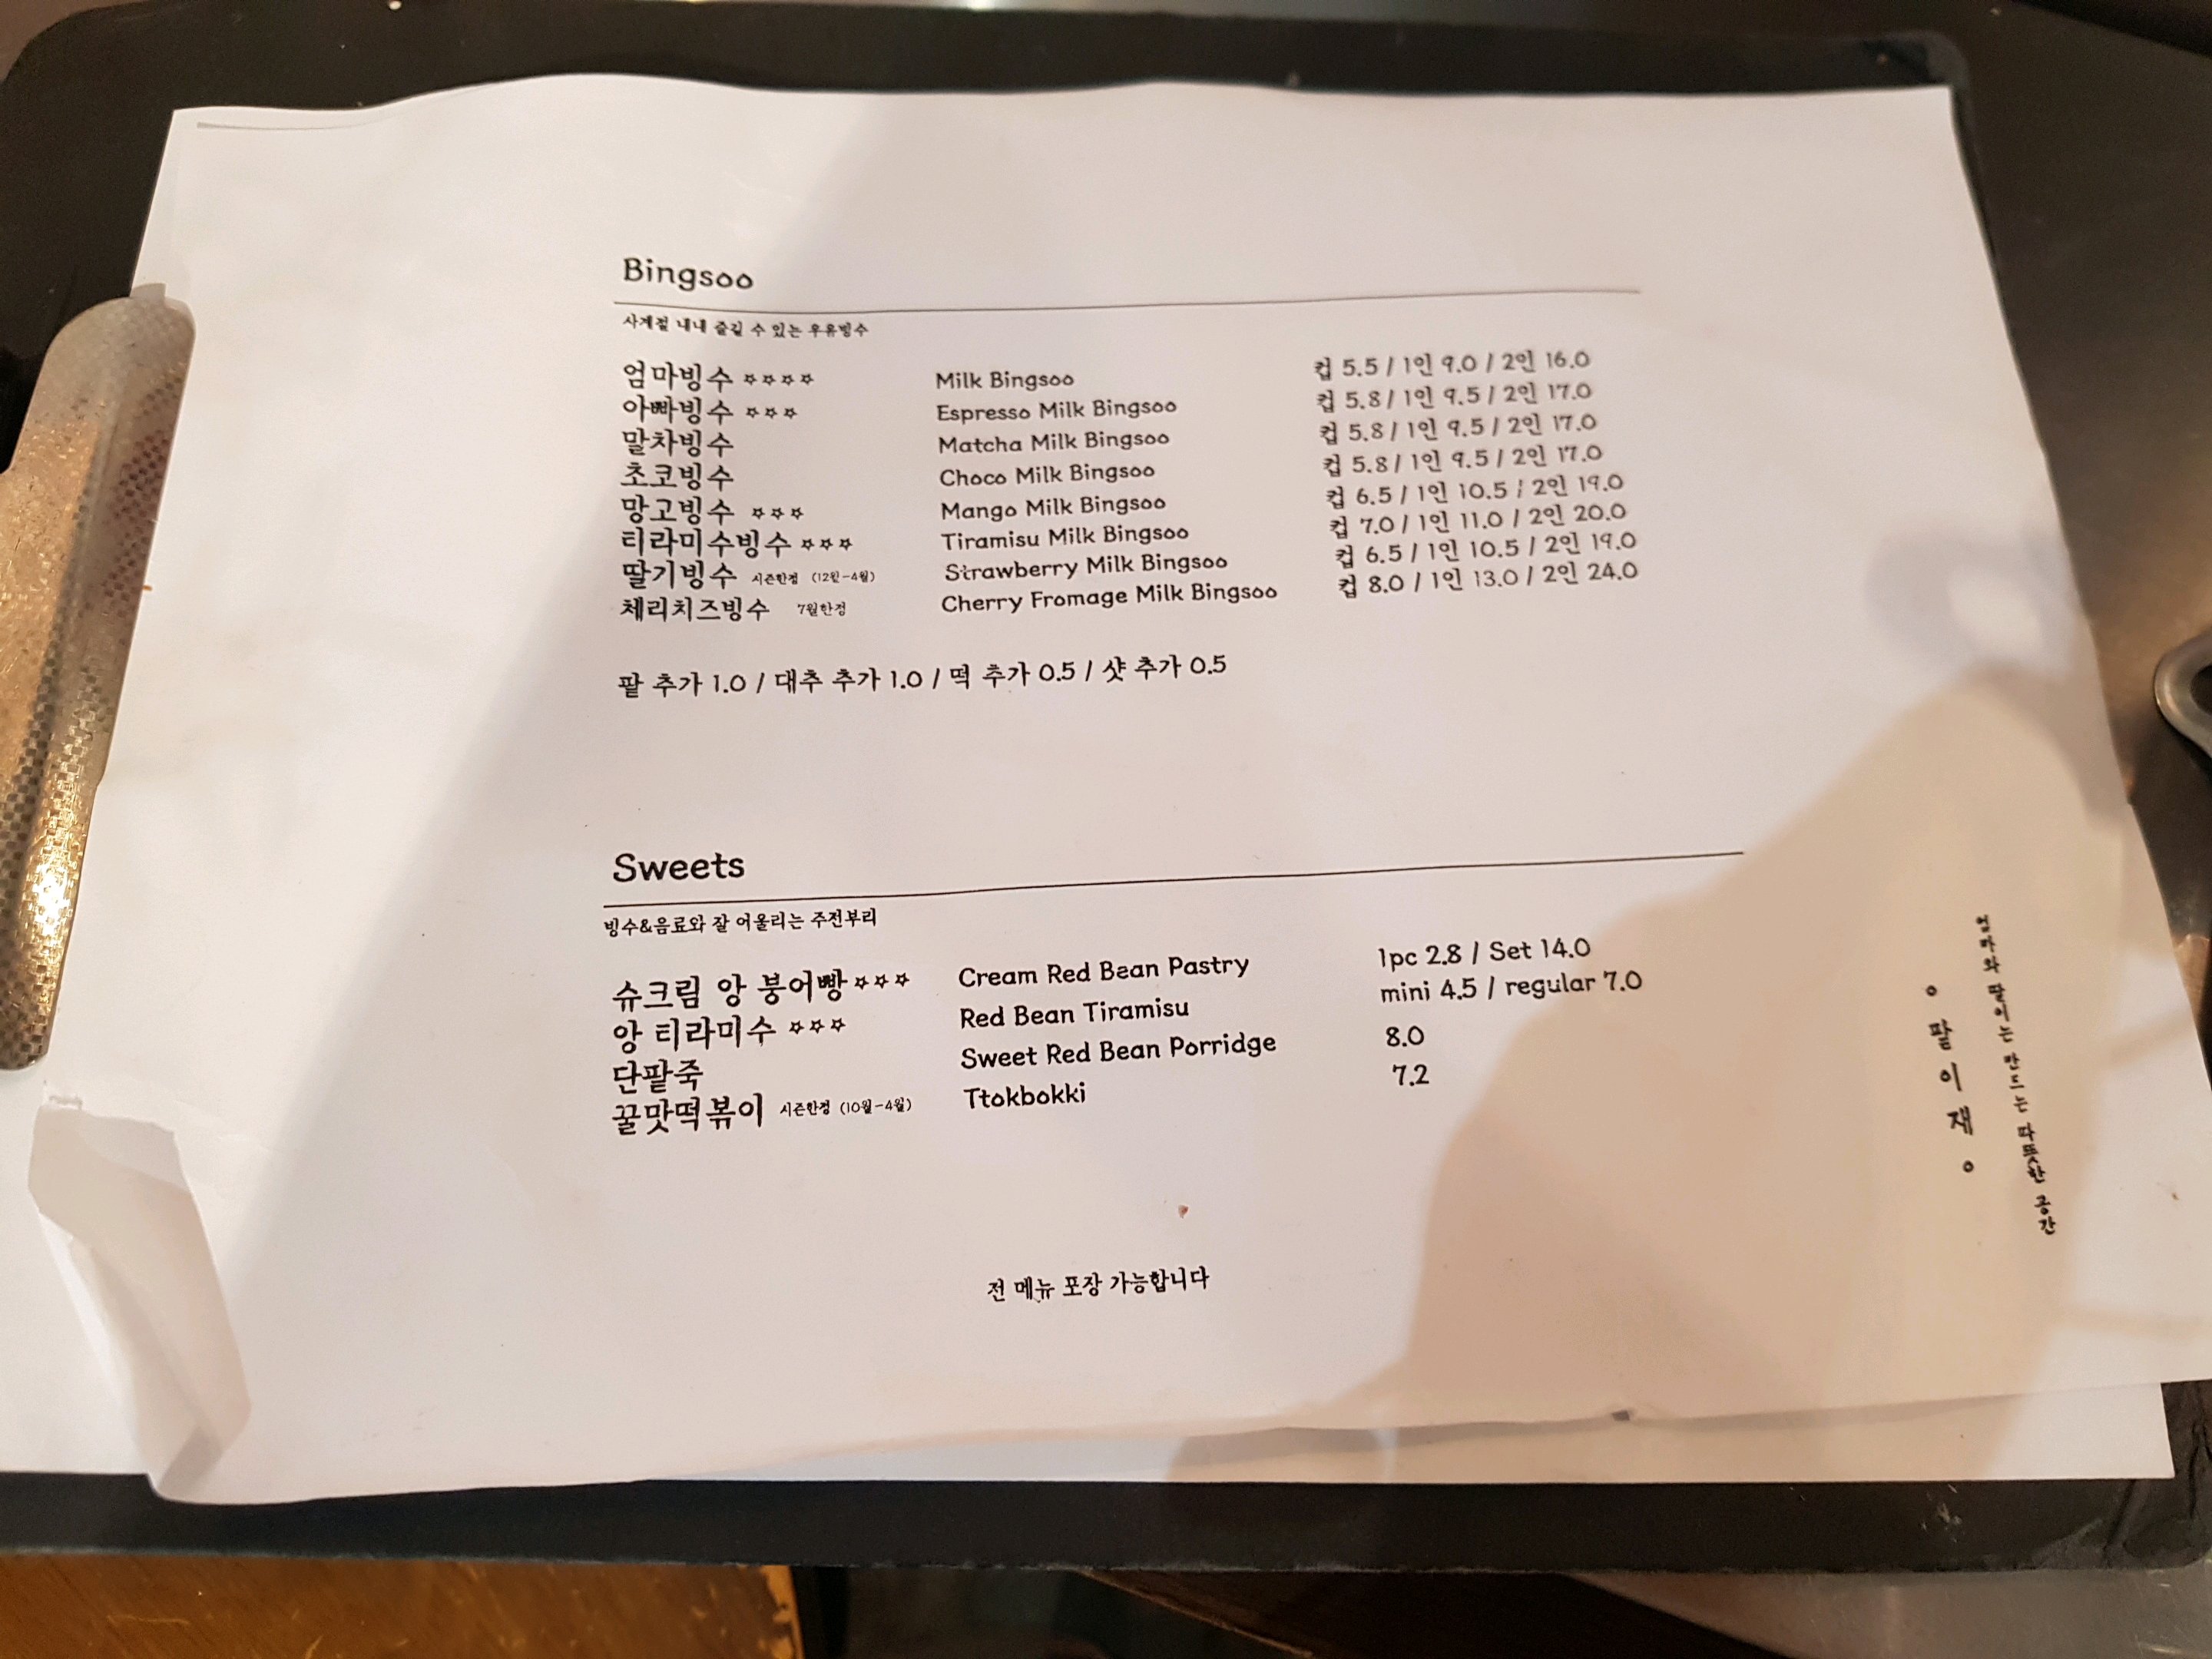 Bingsoo
사계절 내내 즐길 수 있는 우유빙수
엄마빙수 ☆☆☆☆ Milk Bingsoo 컵 5.5 / 1인 9.0 / 2인 16.0
아빠빙수 ☆☆☆ Espresso Milk Bingsoo 컵 5.8 / 1인 9.5 / 2인 17.0
말차빙수 Matcha Milk Bingsoo 컵 5.8 / 1인 9.5 / 2인 17.0
초코빙수 Choco Milk Bingsoo 컵 5.8 / 1인 9.5 / 2인 17.0
망고빙수 ☆☆☆ Mango Milk Bingsoo 컵 6.5 / 1인 10.5 / 2인 19.0
티라미수빙수 ☆☆☆ Tiramisu Milk Bingsoo 컵 7.0 / 1인 11.0 / 2인 20.0
딸기빙수 시즌한정 (12월-4월) Strawberry Milk Bingsoo 컵 6.5 / 1인 10.5 / 2인 19.0
체리치즈빙수 7월한정 Cherry Fromage Milk Bingsoo 컵 8.0 / 1인 13.0 / 2인 24.0
팥 추가 1.0 / 대추 추가 1.0 / 떡 추가 0.5 / 샷 추가 0.5
Sweets
빙수&음료와 잘 어울리는 주전부리
슈크림 앙 붕어빵 ☆☆☆ Cream Red Bean Pastry 1pc 2.8 / Set 14.0
앙 티라미수 ☆☆☆ Red Bean Tiramisu mini 4.5 / regular 7.0
단팥죽 Sweet Red Bean Porridge 8.0
꿀맛떡볶이 시즌한정 (10월-4월) Ttokbokki 7.2
전 메뉴 포장 가능합니다
엄마와 팥이는 만드는 따뜻한 공간
팥이재